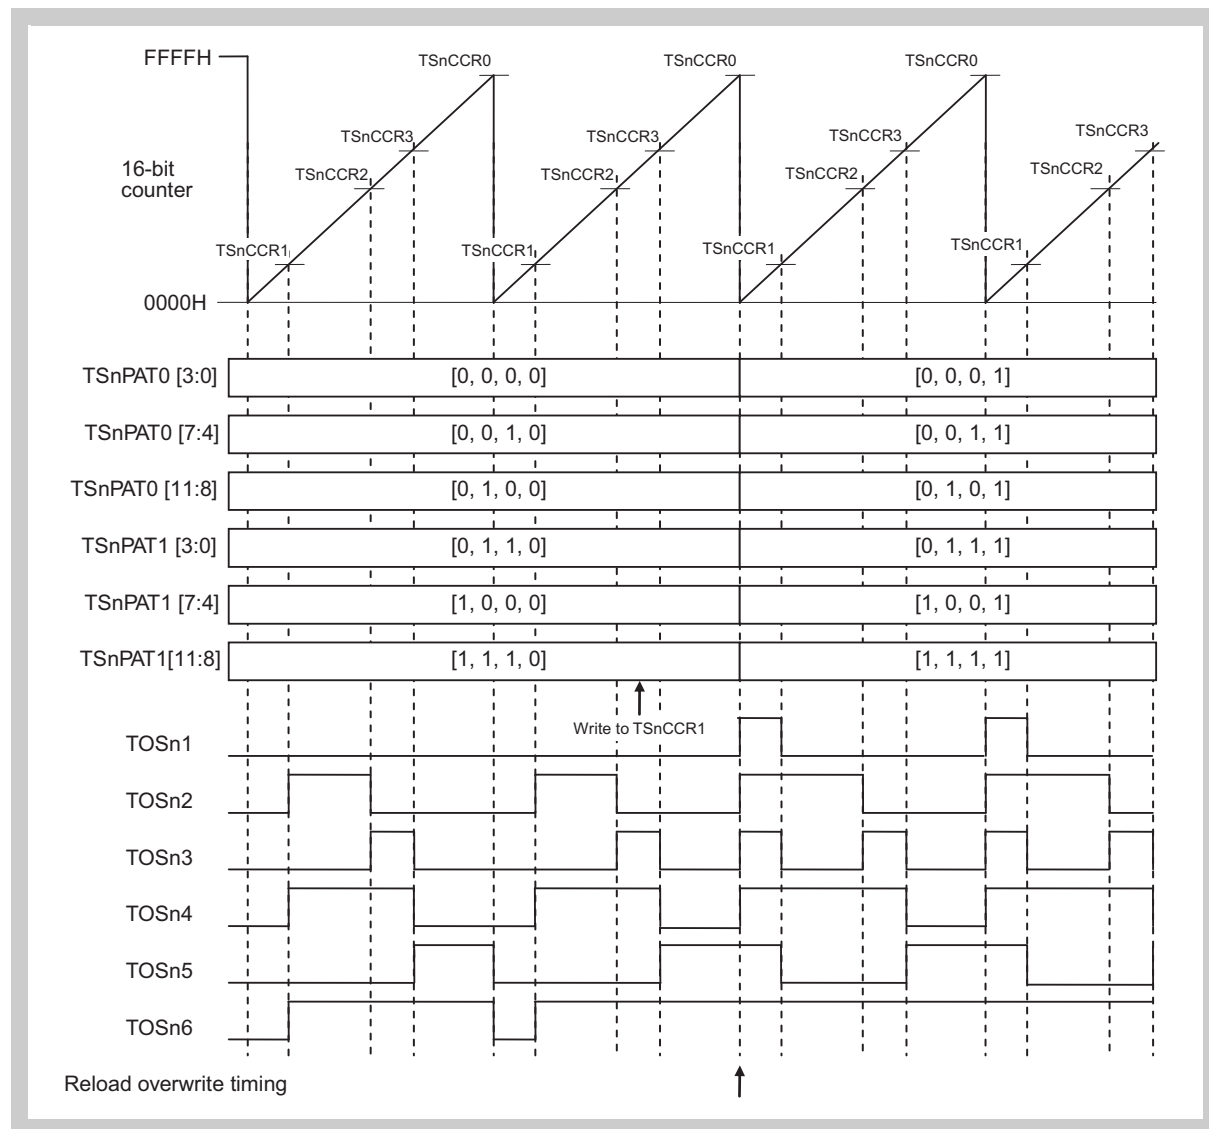 FFFFH
TSnCCR0 TSnCCR0 TSnCCR0
TSnCCR3 TSnCCR3 TSnCCR3 TSnCCR3
16-bit
counter
TSnCCR2 TSnCCR2 TSnCCR2 TSnCCR2
TSnCCR1 TSnCCR1 TSnCCR1 TSnCCR1
0000H
TSnPAT0 [3:0] [0, 0, 0, 0] [0, 0, 0, 1]
TSnPAT0 [7:4] [0, 0, 1, 0] [0, 0, 1, 1]
TSnPAT0 [11:8] [0, 1, 0, 0] [0, 1, 0, 1]
TSnPAT1 [3:0] [0, 1, 1, 0] [0, 1, 1, 1]
TSnPAT1 [7:4] [1, 0, 0, 0] [1, 0, 0, 1]
TSnPAT1[11:8] [1, 1, 1, 0] [1, 1, 1, 1]
Write to TSnCCR1
TOSn1
TOSn2
TOSn3
TOSn4
TOSn5
TOSn6
Reload overwrite timing